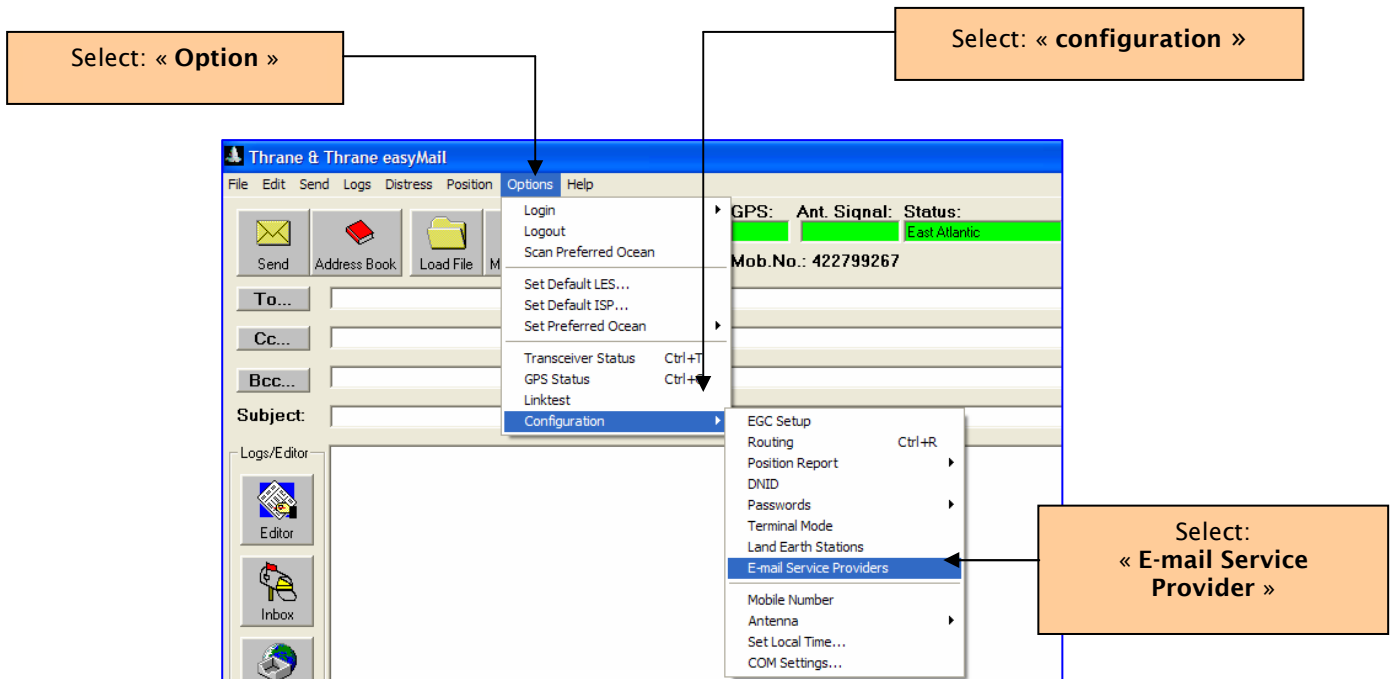 Select: « Option »
Select: « configuration »
Thrane & Thrane easyMail
File Edit Send Logs Distress Position Options Help
Send
Address Book
Load File
M
Login
Logout
Scan Preferred Ocean
Set Default LES...
Set Default ISP...
Set Preferred Ocean
Transceiver Status Ctrl+T
GPS Status Ctrl+
Linktest
Configuration
GPS: Ant. Signal: Status:
East Atlantic
Mob.No.: 422799267
To...
Cc...
Bcc...
Subject:
Logs/Editor
Editor
Inbox
EGC Setup
Routing Ctrl+R
Position Report
DNID
Passwords
Terminal Mode
Land Earth Stations
E-mail Service Providers
Mobile Number
Antenna
Set Local Time...
COM Settings...
Select:
« E-mail Service
Provider »